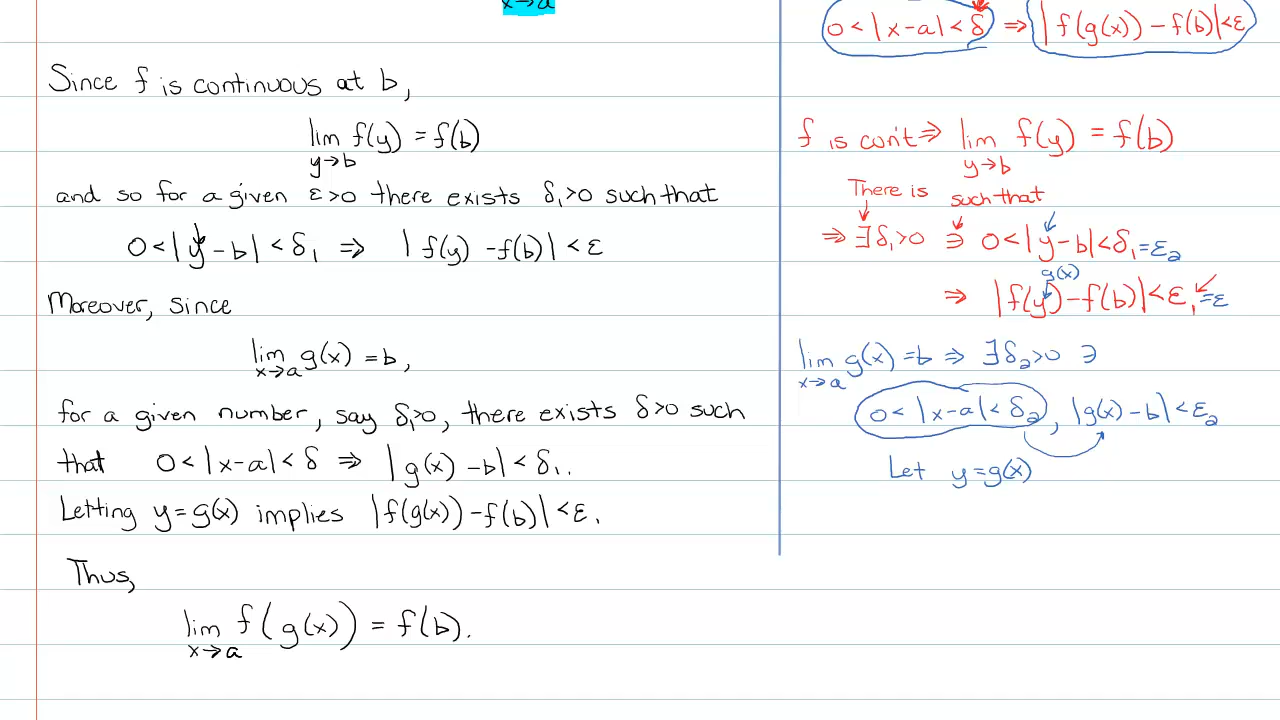 x→a
Since f is continuous at b,
lim f(y) = f(b)
y→b
and so for a given ε>0 there exists δ₁>0 such that
0<|y-b|<δ₁ ⇒ |f(y)-f(b)|<ε
Moreover, since
lim g(x) = b,
x→a
for a given number, say δ₁>0, there exists δ>0 such
that 0<|x-a|<δ ⇒ |g(x)-b|<δ₁.
Letting y=g(x) implies |f(g(x))-f(b)|<ε.
Thus,
lim f(g(x)) = f(b).
x→a
0<|x-a|<δ ⇒ |f(g(x))-f(b)|<ε
f is con't ⇒ lim f(y) = f(b)
y→b
There is such that
⇒ ∃δ₁>0 ∋ 0<|y-b|<δ₁=ε₂
g(x)
⇒ |f(y)-f(b)|<ε₁=ε
lim g(x)=b ⇒ ∃δ₂>0 ∋
x→a
0<|x-a|<δ₂, |g(x)-b|<ε₂
Let y=g(x)